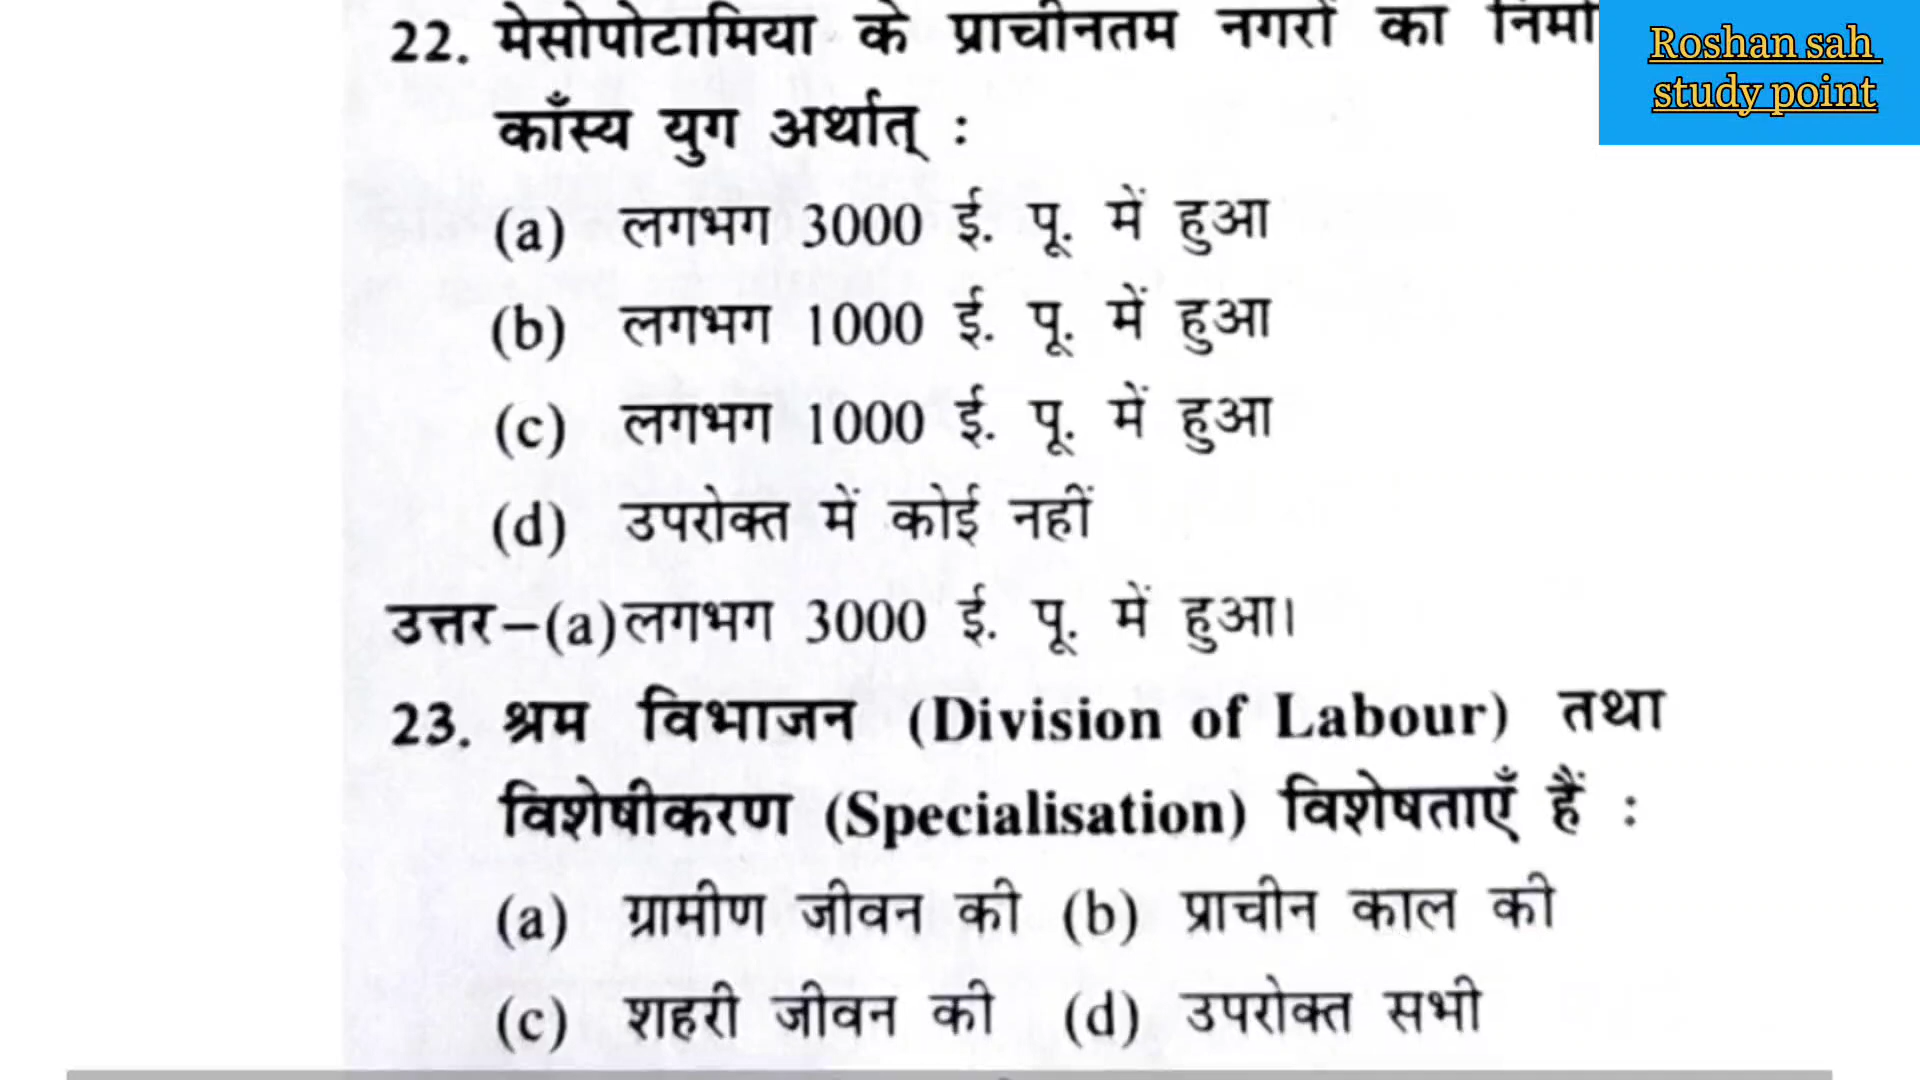 22. मेसोपोटामिया के प्राचीनतम नगरों का
Roshan sah
study point
काँस्य युग अर्थात् :
(a) लगभग 3000 ई. पू. में हुआ
(b) लगभग 1000 ई. पू. में हुआ
(c) लगभग 1000 ई. पू. में हुआ
(d) उपरोक्त में कोई नहीं
उत्तर–(a) लगभग 3000 ई. पू. में हुआ।
23. श्रम विभाजन (Division of Labour) तथा
विशेषीकरण (Specialisation) विशेषताएँ हैं :
(a) ग्रामीण जीवन की (b) प्राचीन काल की
(c) शहरी जीवन की (d) उपरोक्त सभी